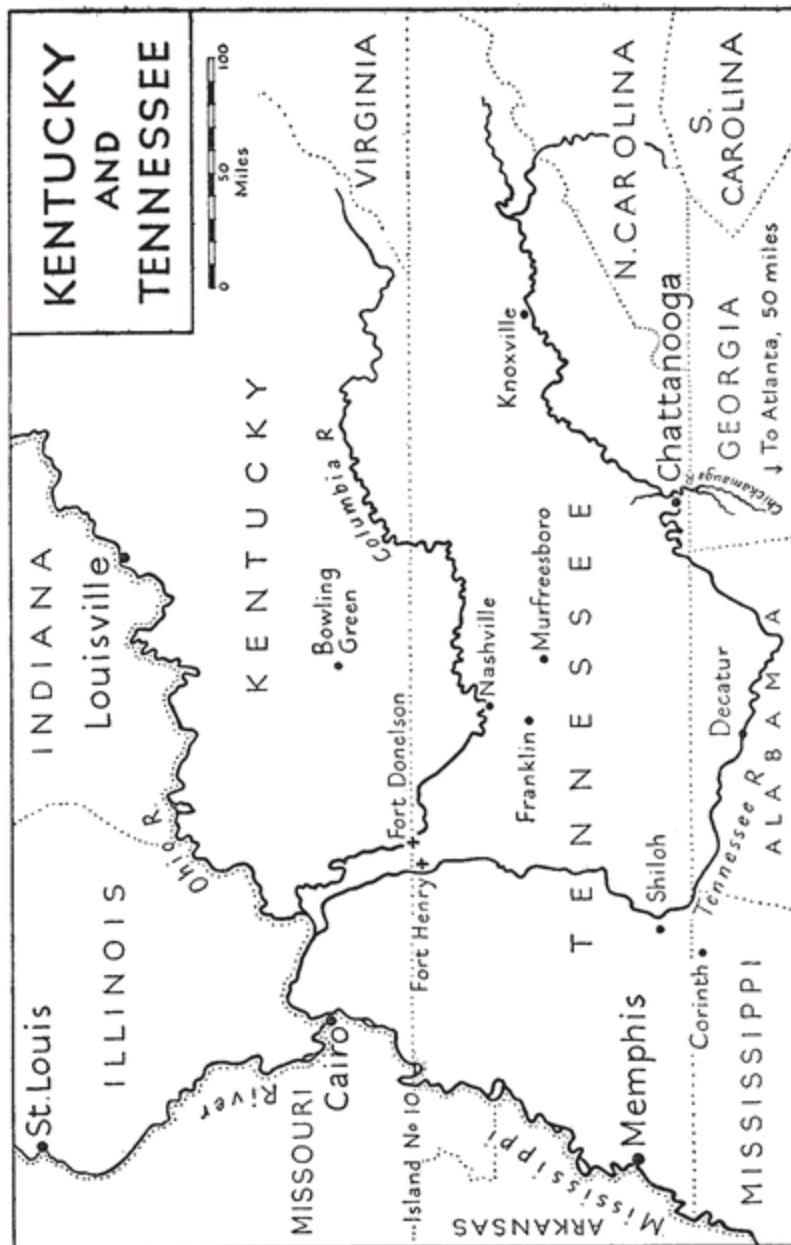 KENTUCKY
AND
TENNESSEE
0 50 100
Miles
St.Louis
ILLINOIS
INDIANA
Louisville
Ohio R
River
MISSOURI
Cairo
KENTUCKY
Bowling
Green
Columbia R
VIRGINIA
Island No 10
Fort Henry
Fort Donelson
Nashville
Franklin
Murfreesboro
Knoxville
N.CAROLINA
S.
CAROLINA
TENNESSEE
Mississippi
ARKANSAS
Memphis
Shiloh
Corinth
Tennessee R
Decatur
Chattanooga
Chickamauga R
MISSISSIPPI
ALABAMA
GEORGIA
↓ To Atlanta, 50 miles